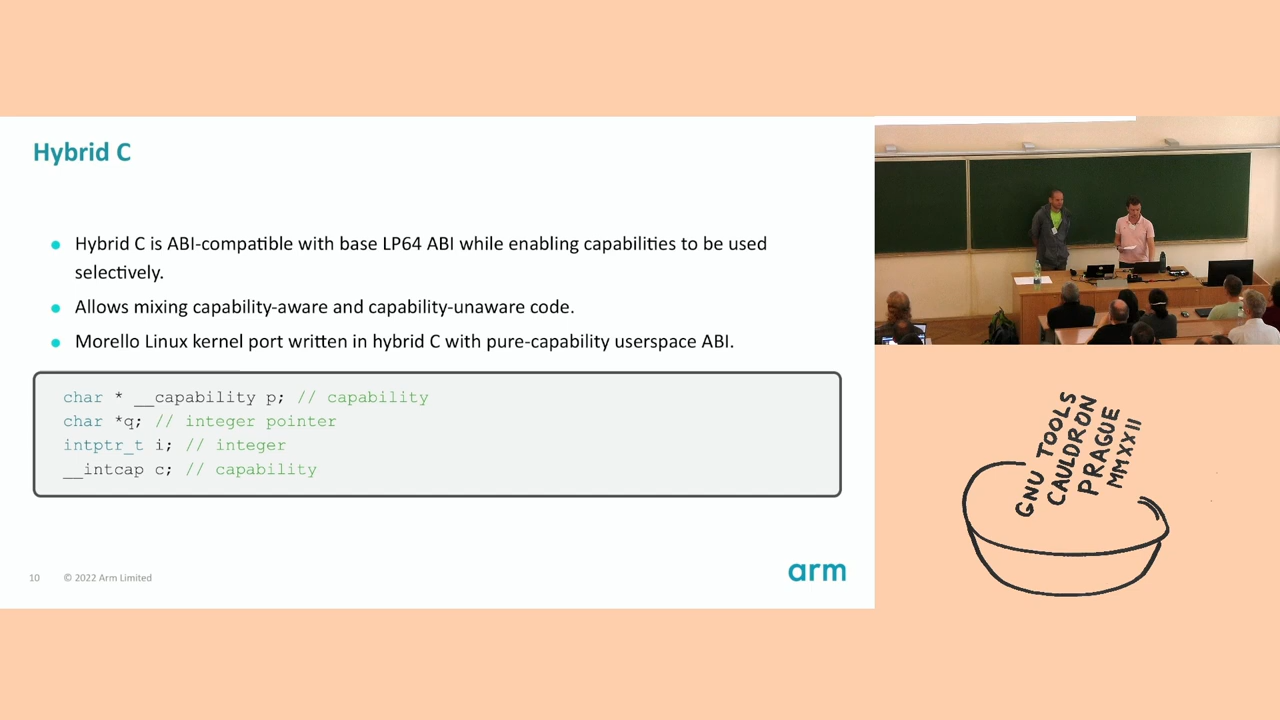 Hybrid C
Hybrid C is ABI-compatible with base LP64 ABI while enabling capabilities to be used
selectively.
Allows mixing capability-aware and capability-unaware code.
Morello Linux kernel port written in hybrid C with pure-capability userspace ABI.
char * __capability p; // capability
char *q; // integer pointer
intptr_t i; // integer
__intcap c; // capability
10 © 2022 Arm Limited
arm
GNU TOOLS
CAULDRON
PRAGUE
MMXXII